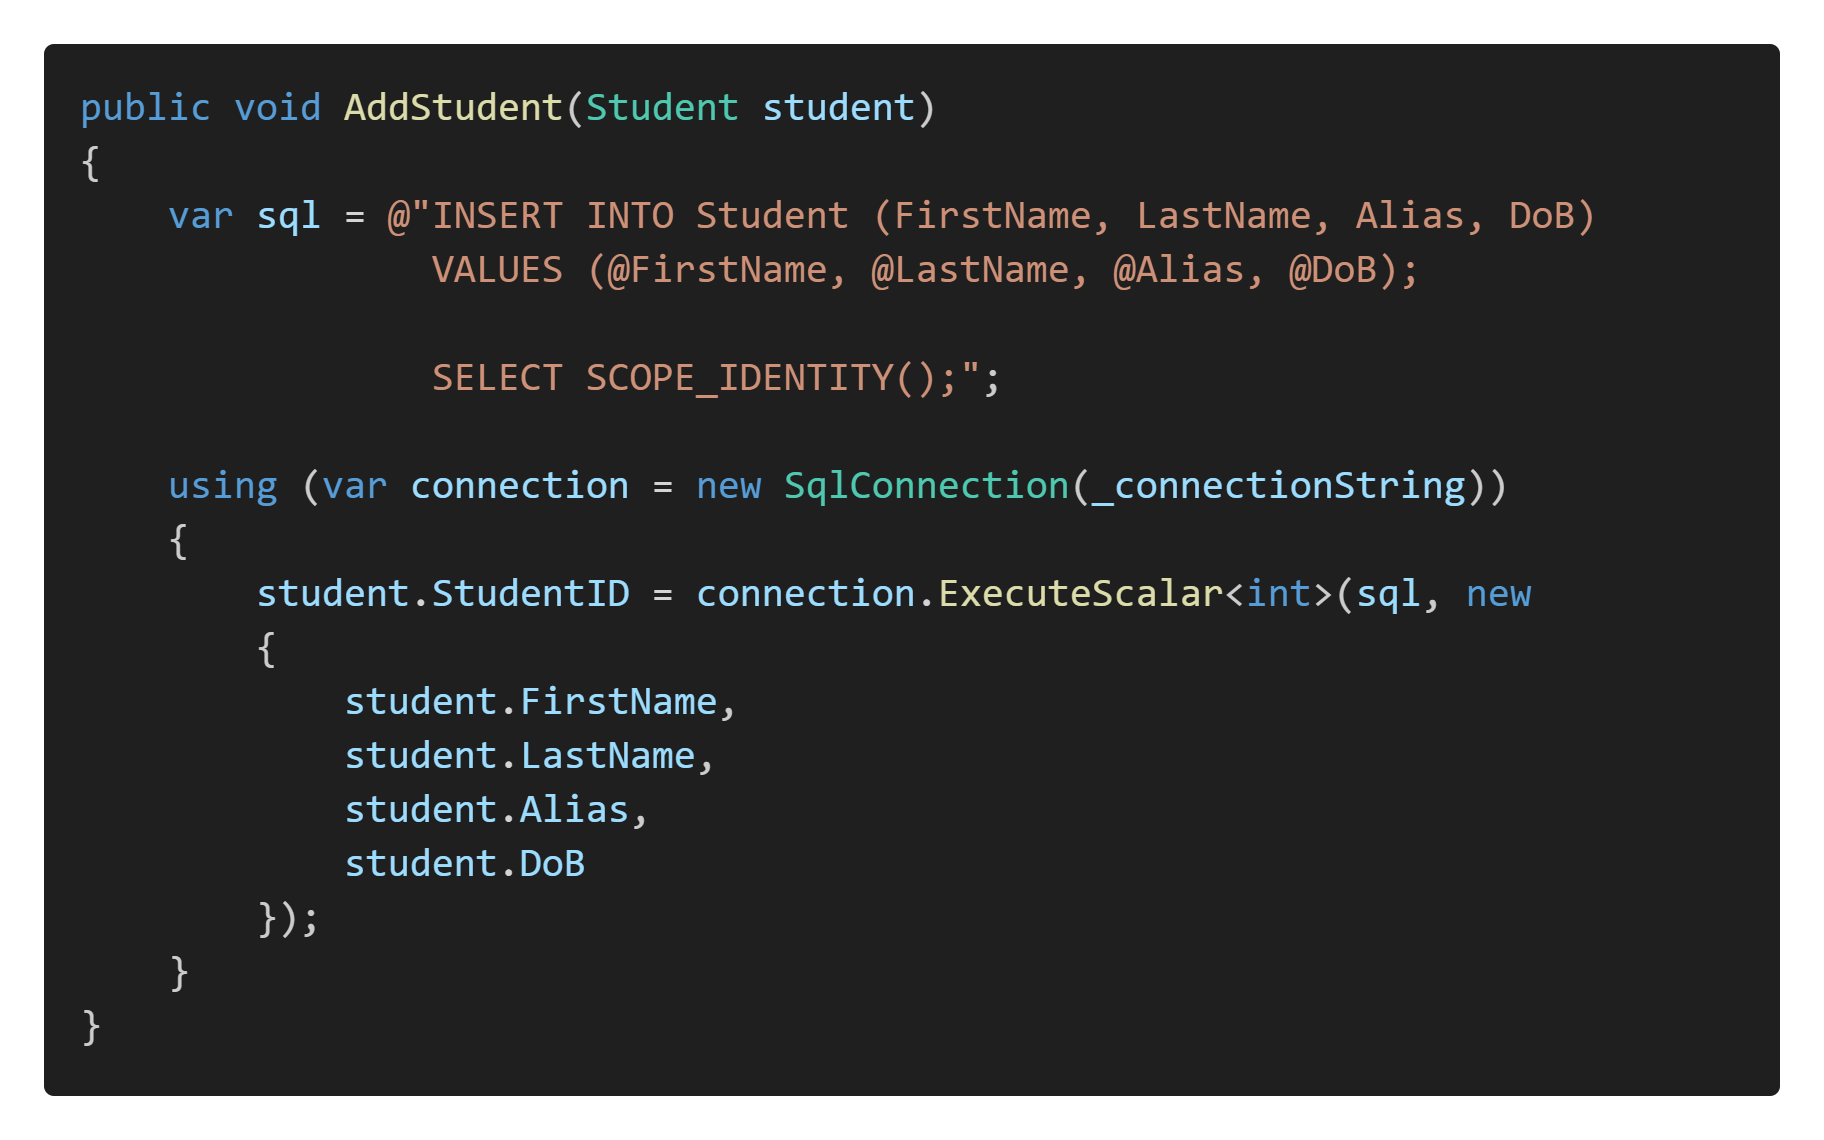 public void AddStudent(Student student)
{
    var sql = @"INSERT INTO Student (FirstName, LastName, Alias, DoB)
                VALUES (@FirstName, @LastName, @Alias, @DoB);

                SELECT SCOPE_IDENTITY();";

    using (var connection = new SqlConnection(_connectionString))
    {
        student.StudentID = connection.ExecuteScalar<int>(sql, new
        {
            student.FirstName,
            student.LastName,
            student.Alias,
            student.DoB
        });
    }
}